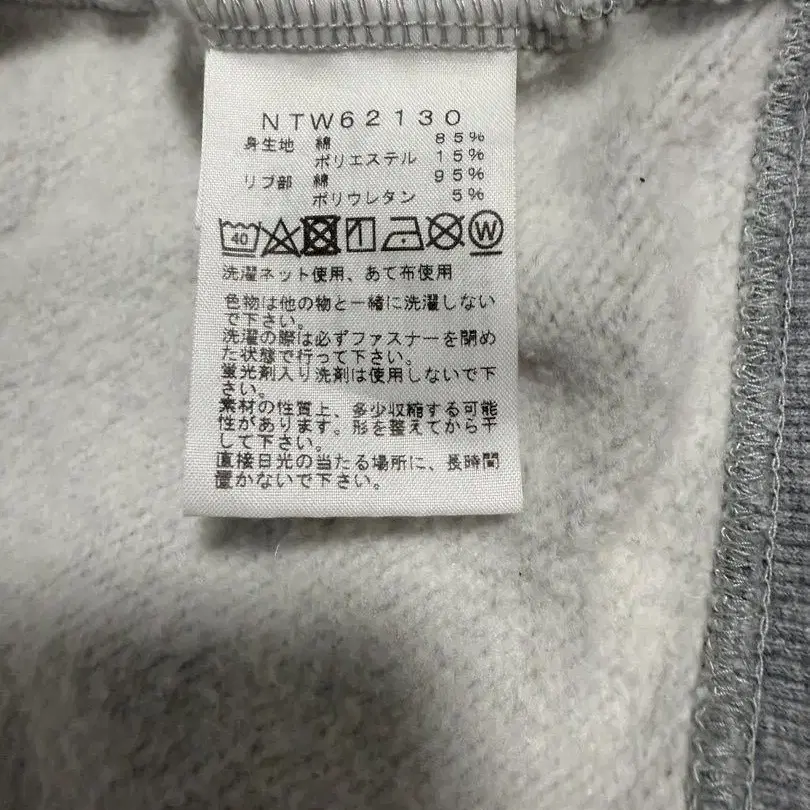 NTW62130
身生地 綿 85%
ポリエステル 15%
リブ部 綿 95%
ポリウレタン 5%
40 W
洗濯ネット使用、あて布使用
色物は他の物と一緒に洗濯しない
で下さい。
洗濯の際は必ずファスナーを閉め
た状態で行って下さい。
蛍光剤入り洗剤は使用しないで下
さい。
素材の性質上、多少収縮する可能
性があります。形を整えてから干
して下さい。
直接日光の当たる場所に、長時間
置かないで下さい。